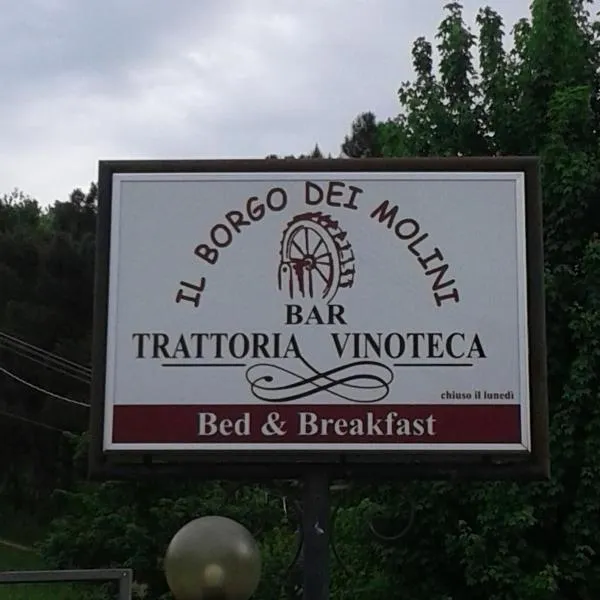 IL BORGO DEI MOLINI
BAR
TRATTORIA VINOTECA
chiuso il lunedì
Bed & Breakfast